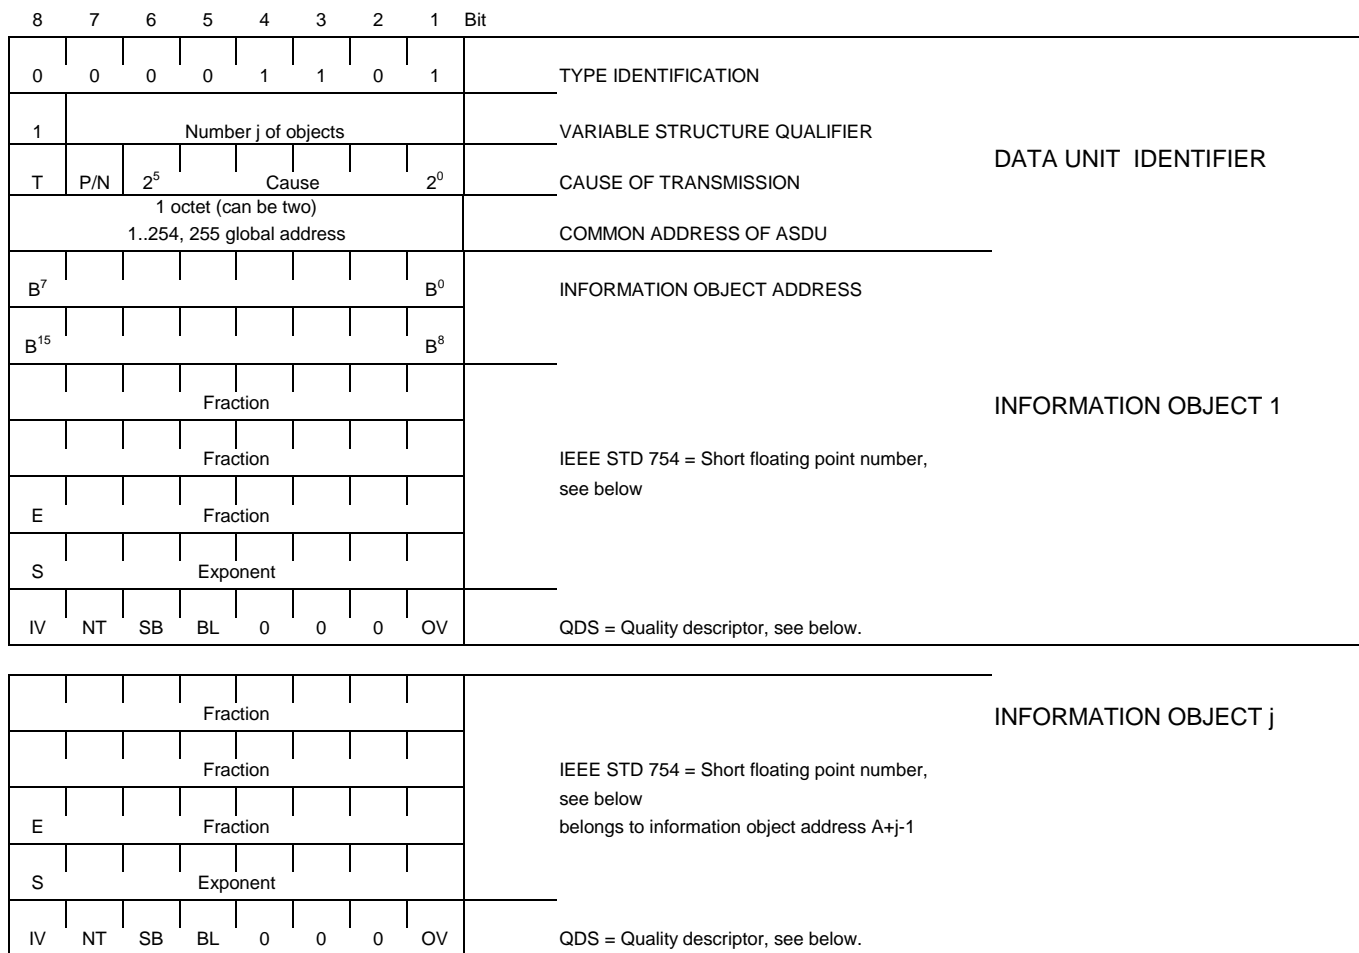 8 7 6 5 4 3 2 1 Bit
0 0 0 0 1 1 0 1 TYPE IDENTIFICATION
1 Number j of objects VARIABLE STRUCTURE QUALIFIER
DATA UNIT IDENTIFIER
T P/N 2⁵ Cause 2⁰ CAUSE OF TRANSMISSION
1 octet (can be two)
1..254, 255 global address COMMON ADDRESS OF ASDU
B⁷ B⁰ INFORMATION OBJECT ADDRESS
B¹⁵ B⁸
Fraction INFORMATION OBJECT 1
Fraction IEEE STD 754 = Short floating point number,
see below
E Fraction
S Exponent
IV NT SB BL 0 0 0 OV QDS = Quality descriptor, see below.
Fraction INFORMATION OBJECT j
Fraction IEEE STD 754 = Short floating point number,
see below
E Fraction belongs to information object address A+j-1
S Exponent
IV NT SB BL 0 0 0 OV QDS = Quality descriptor, see below.